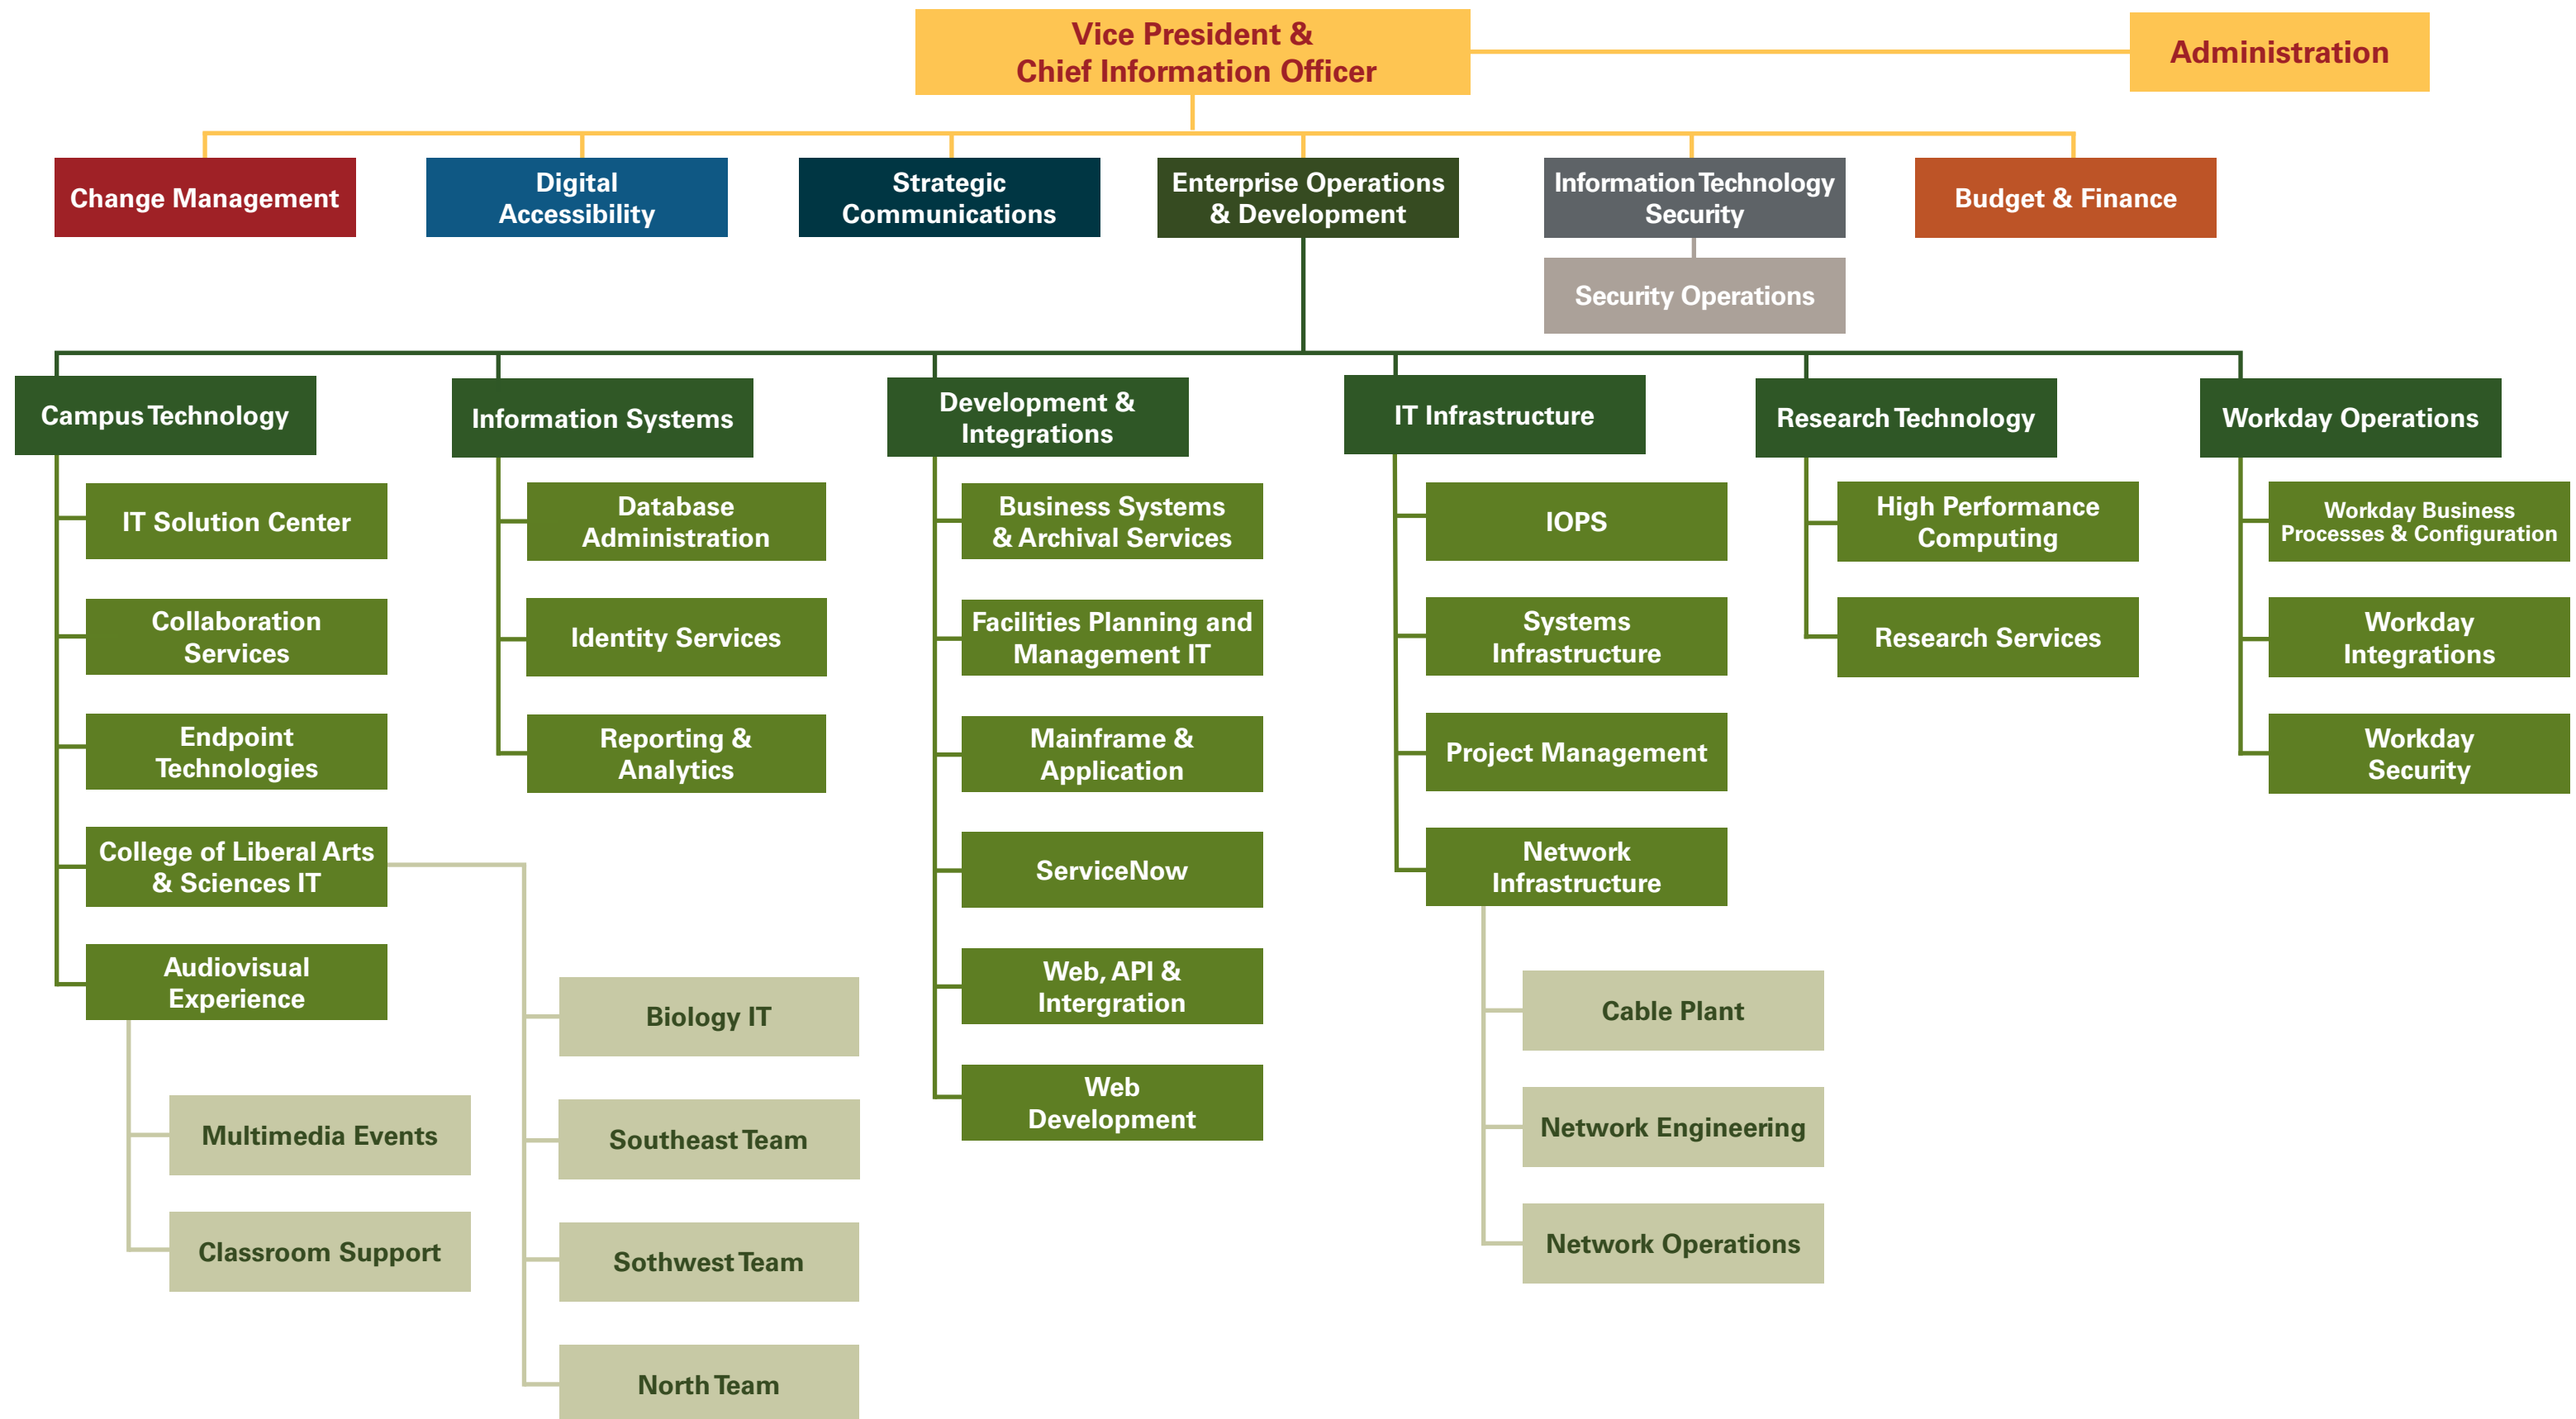 Vice President &
Chief Information Officer
Administration
Change Management
Digital
Accessibility
Strategic
Communications
Enterprise Operations
& Development
Information Technology
Security
Budget & Finance
Security Operations
Campus Technology
IT Solution Center
Collaboration
Services
Endpoint
Technologies
College of Liberal Arts
& Sciences IT
Audiovisual
Experience
Multimedia Events
Classroom Support
Biology IT
Southeast Team
Sothwest Team
North Team
Information Systems
Database
Administration
Identity Services
Reporting &
Analytics
Development &
Integrations
Business Systems
& Archival Services
Facilities Planning and
Management IT
Mainframe &
Application
ServiceNow
Web, API &
Intergration
Web
Development
IT Infrastructure
IOPS
Systems
Infrastructure
Project Management
Network
Infrastructure
Cable Plant
Network Engineering
Network Operations
Research Technology
High Performance
Computing
Research Services
Workday Operations
Workday Business
Processes & Configuration
Workday
Integrations
Workday
Security